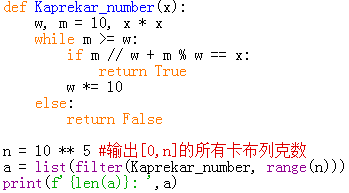 def Kaprekar_number(x):
    w, m = 10, x * x
    while m >= w:
        if m // w + m % w == x:
            return True
        w *= 10
    else:
        return False

n = 10 ** 5 #输出[0,n]的所有卡布列克数
a = list(filter(Kaprekar_number, range(n)))
print(f'{len(a)}: ',a)